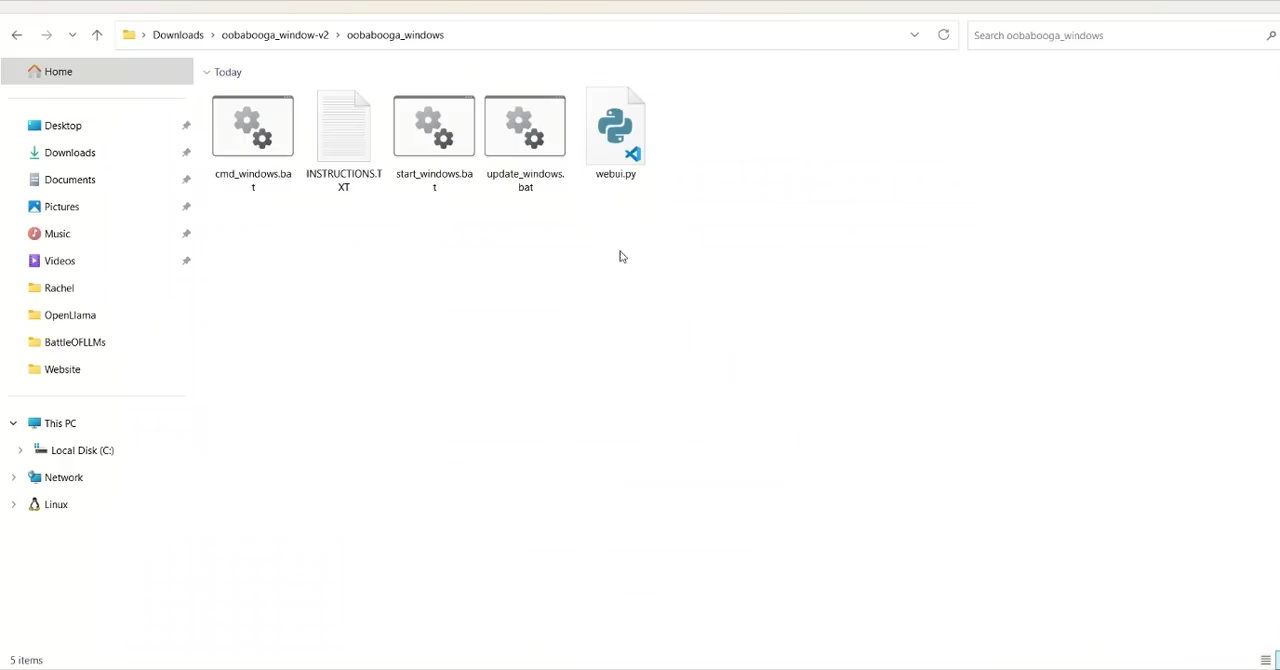 Downloads > oobabooga_window-v2 > oobabooga_windows
Search oobabooga_windows
Home
Desktop
Downloads
Documents
Pictures
Music
Videos
Rachel
OpenLlama
BattleOFLLMs
Website
This PC
Local Disk (C:)
Network
Linux
Today
cmd_windows.ba
t
INSTRUCTIONS.T
XT
start_windows.ba
t
update_windows.
bat
webui.py
5 items